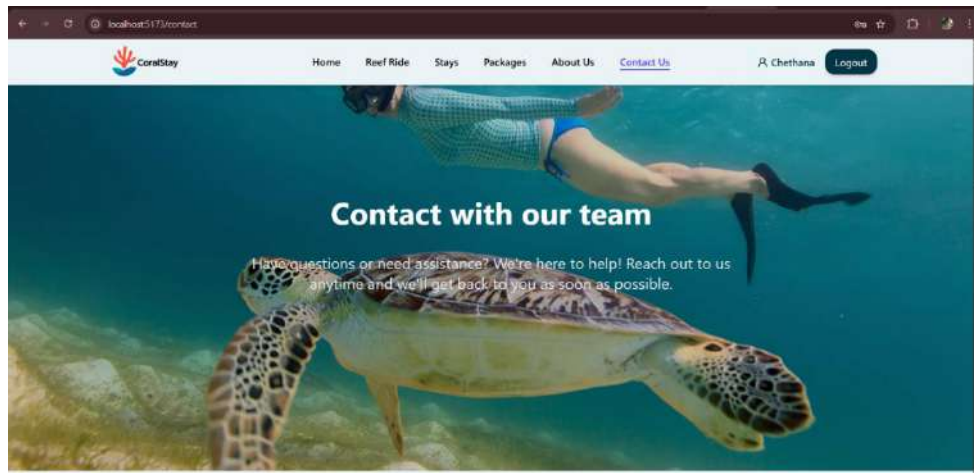 localhost:5173/contact
CoralStay
Home Reef Ride Stays Packages About Us Contact Us
Chethana Logout
Contact with our team
Have questions or need assistance? We're here to help! Reach out to us
anytime and we'll get back to you as soon as possible.